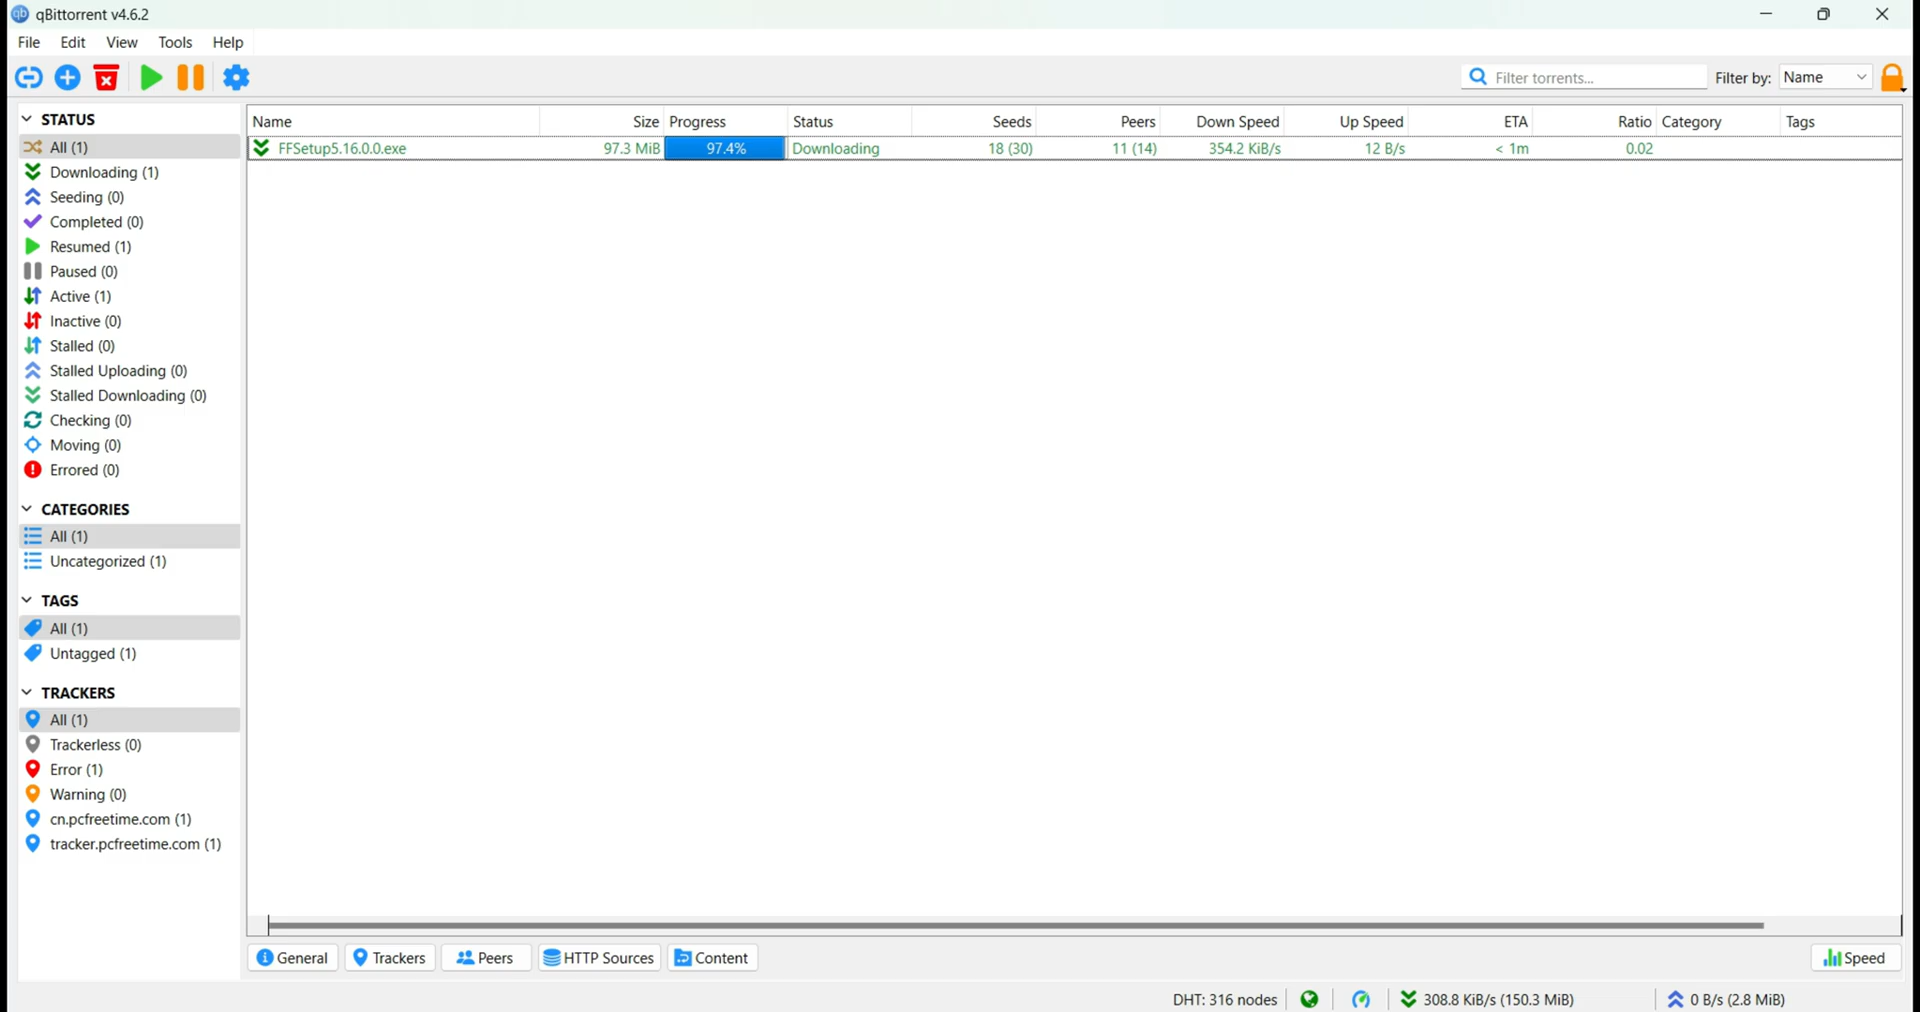 qBittorrent v4.6.2
File Edit View Tools Help
Filter torrents... Filter by: Name
STATUS
All (1)
Downloading (1)
Seeding (0)
Completed (0)
Resumed (1)
Paused (0)
Active (1)
Inactive (0)
Stalled (0)
Stalled Uploading (0)
Stalled Downloading (0)
Checking (0)
Moving (0)
Errored (0)
CATEGORIES
All (1)
Uncategorized (1)
TAGS
All (1)
Untagged (1)
TRACKERS
All (1)
Trackerless (0)
Error (1)
Warning (0)
cn.pcfreetime.com (1)
tracker.pcfreetime.com (1)
Name Size Progress Status Seeds Peers Down Speed Up Speed ETA Ratio Category Tags
FFSetup5.16.0.0.exe 97.3 MiB 97.4% Downloading 18 (30) 11 (14) 354.2 KiB/s 12 B/s < 1m 0.02
General Trackers Peers HTTP Sources Content Speed
DHT: 316 nodes 308.8 KiB/s (150.3 MiB) 0 B/s (2.8 MiB)